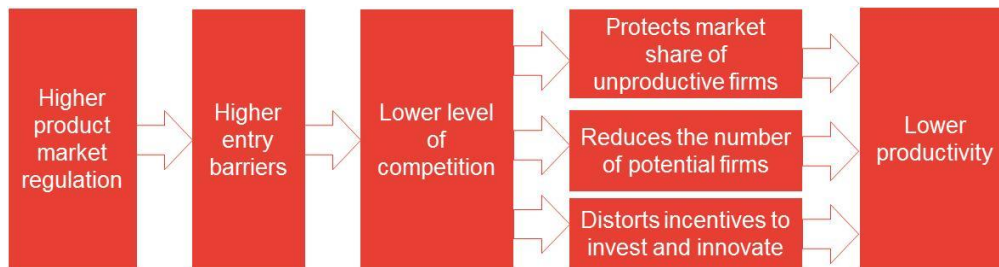 Higher
product
market
regulation
Higher
entry
barriers
Lower level
of
competition
Protects market
share of
unproductive firms
Reduces the number
of potential firms
Distorts incentives to
invest and innovate
Lower
productivity